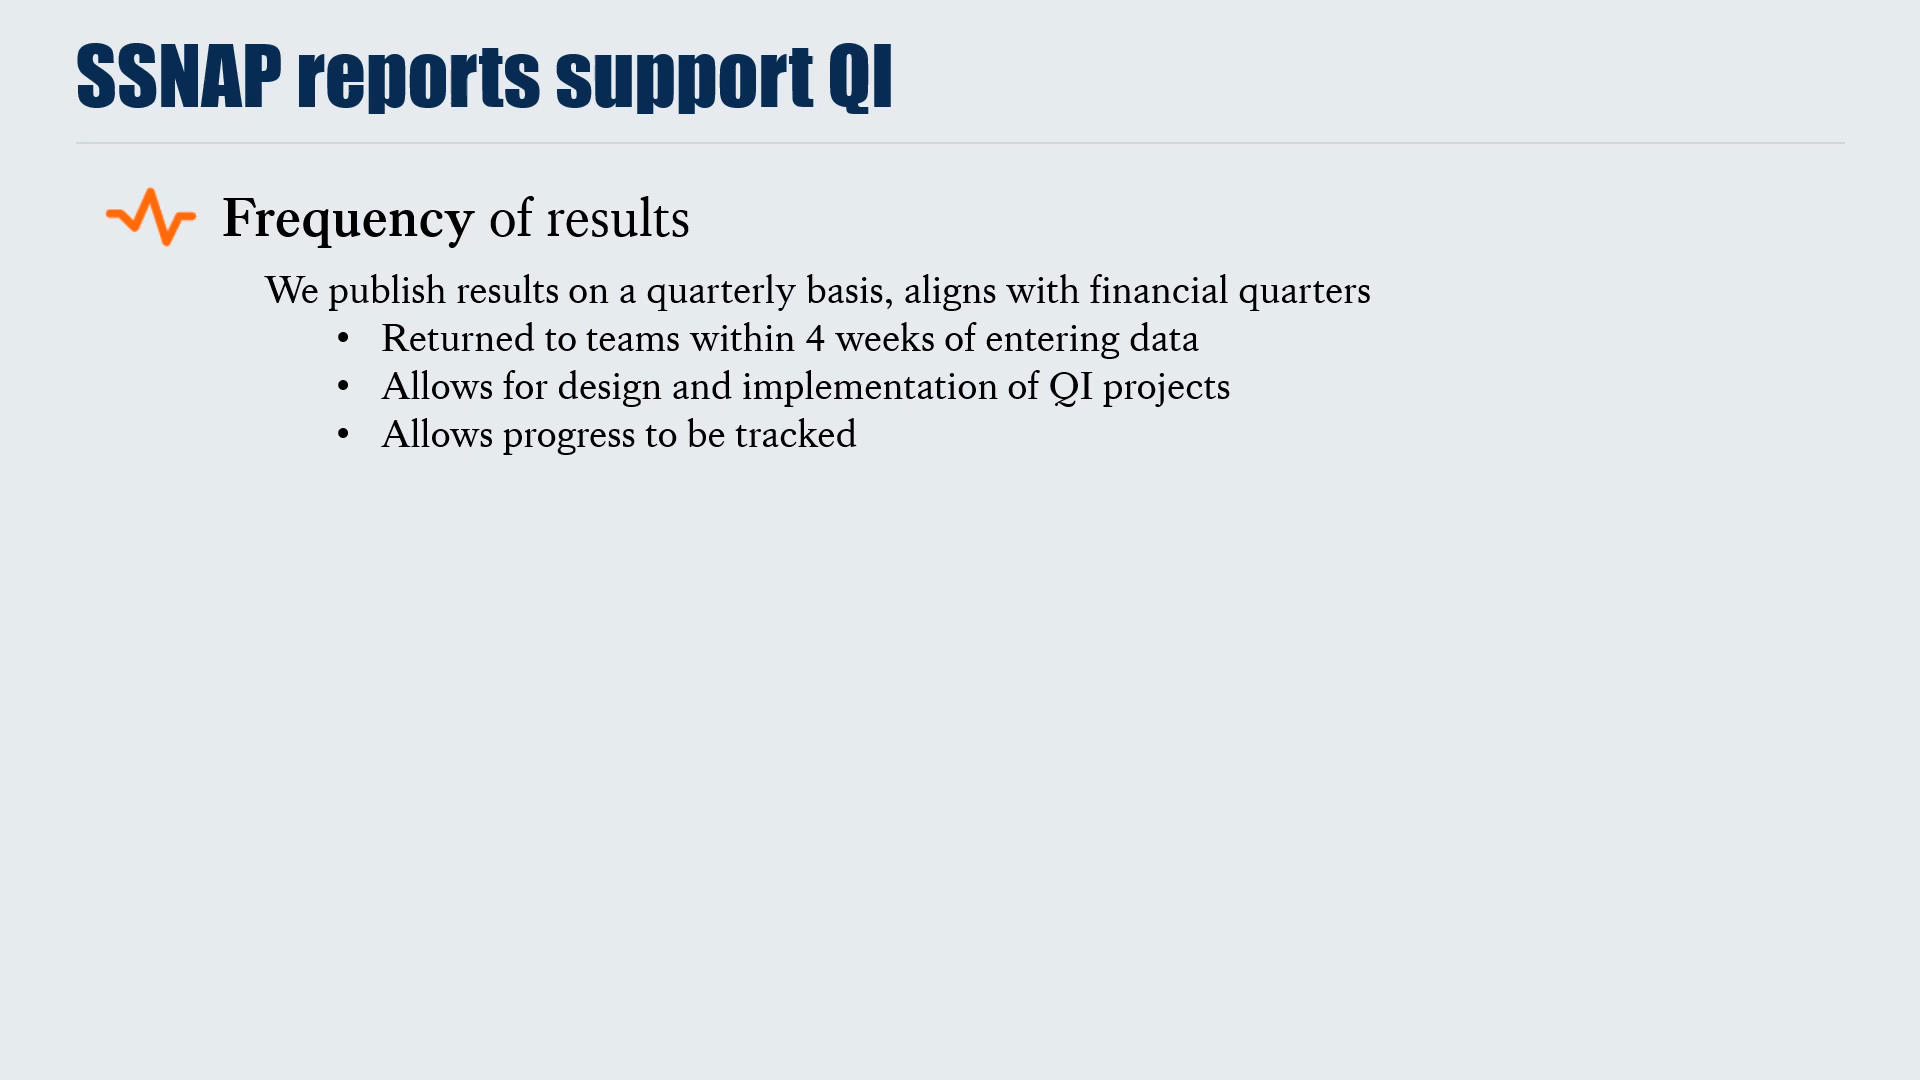 SSNAP reports support QI
Frequency of results
We publish results on a quarterly basis, aligns with financial quarters
• Returned to teams within 4 weeks of entering data
• Allows for design and implementation of QI projects
• Allows progress to be tracked